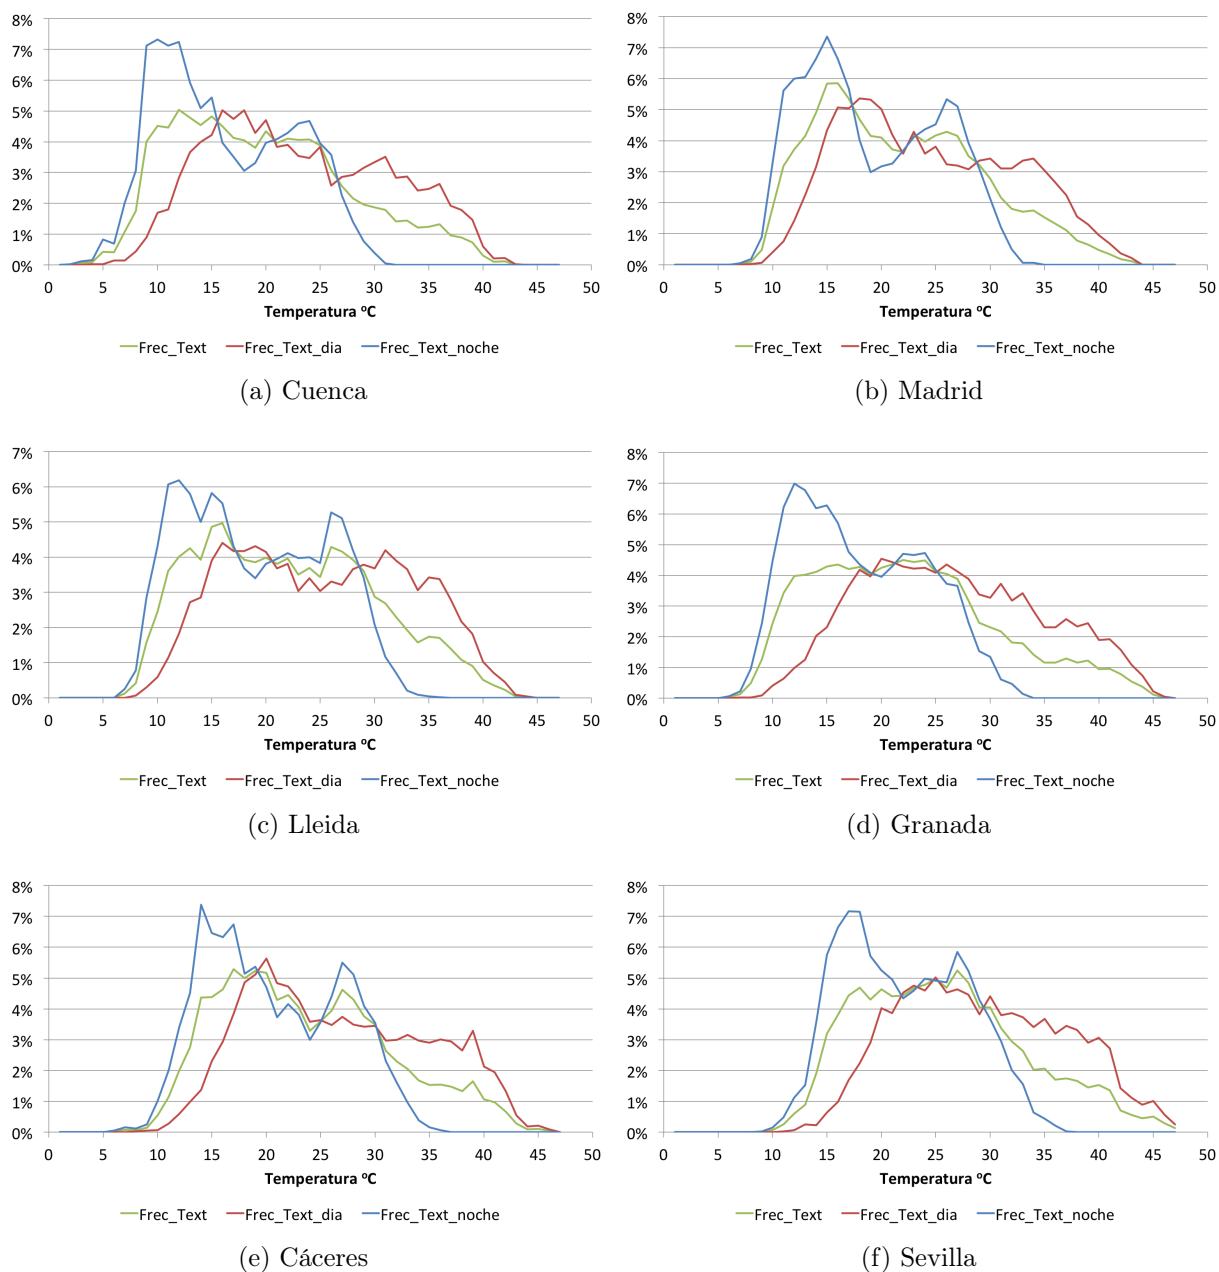 8%
7%
6%
5%
4%
3%
2%
1%
0%
0 5 10 15 20 25 30 35 40 45 50
Temperatura ºC
Frec_Text Frec_Text_dia Frec_Text_noche
(a) Cuenca
8%
7%
6%
5%
4%
3%
2%
1%
0%
0 5 10 15 20 25 30 35 40 45 50
Temperatura ºC
Frec_Text Frec_Text_dia Frec_Text_noche
(b) Madrid
7%
6%
5%
4%
3%
2%
1%
0%
0 5 10 15 20 25 30 35 40 45 50
Temperatura ºC
Frec_Text Frec_Text_dia Frec_Text_noche
(c) Lleida
8%
7%
6%
5%
4%
3%
2%
1%
0%
0 5 10 15 20 25 30 35 40 45 50
Temperatura ºC
Frec_Text Frec_Text_dia Frec_Text_noche
(d) Granada
8%
7%
6%
5%
4%
3%
2%
1%
0%
0 5 10 15 20 25 30 35 40 45 50
Temperatura ºC
Frec_Text Frec_Text_dia Frec_Text_noche
(e) Cáceres
8%
7%
6%
5%
4%
3%
2%
1%
0%
0 5 10 15 20 25 30 35 40 45 50
Temperatura ºC
Frec_Text Frec_Text_dia Frec_Text_noche
(f) Sevilla